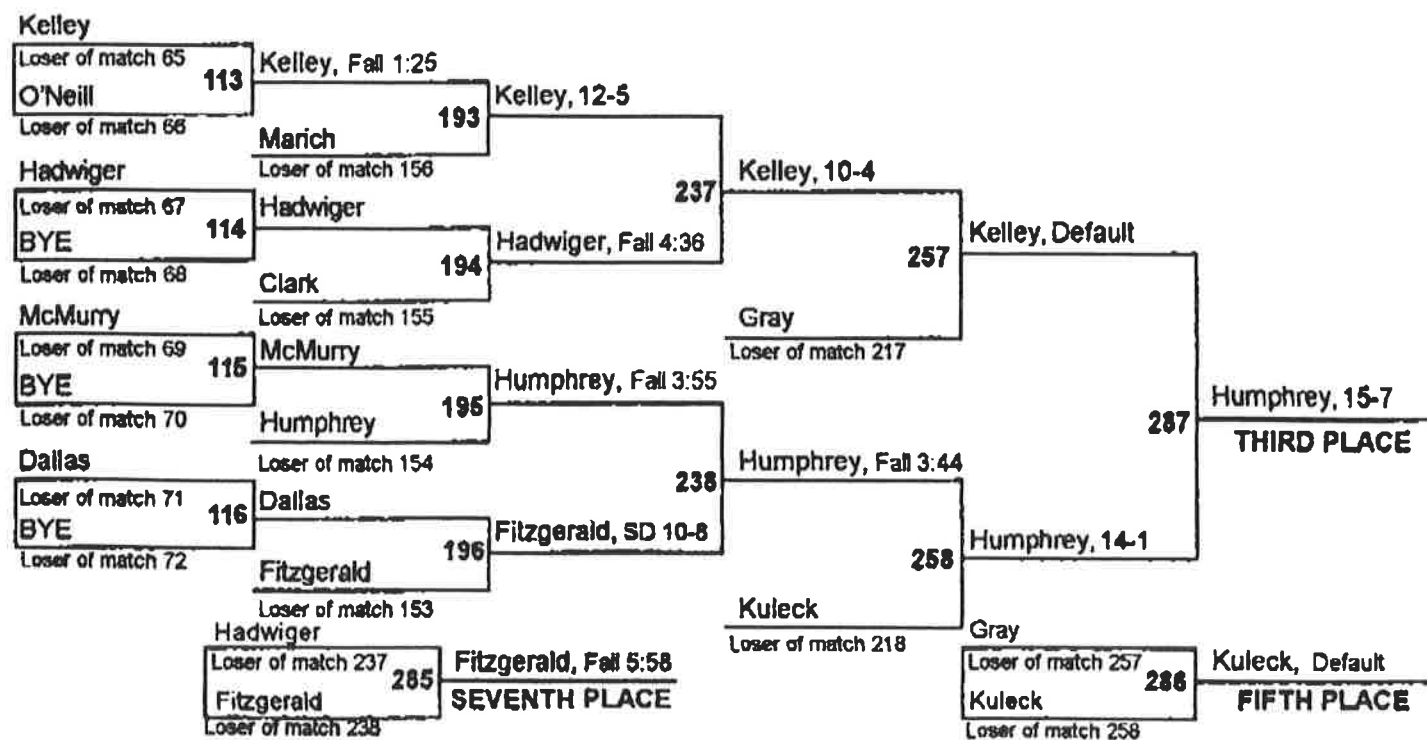 Kelley
Loser of match 65
113
O'Neill
Loser of match 66
Kelley, Fall 1:25
193
Marich
Loser of match 156
Kelley, 12-5
Hadwiger
Loser of match 67
114
BYE
Loser of match 68
Hadwiger
194
Clark
Loser of match 155
Hadwiger, Fall 4:36
237
Kelley, 10-4
257
Gray
Loser of match 217
Kelley, Default
McMurry
Loser of match 69
115
BYE
Loser of match 70
McMurry
195
Humphrey
Loser of match 154
Humphrey, Fall 3:55
Dallas
Loser of match 71
116
BYE
Loser of match 72
Dallas
196
Fitzgerald
Loser of match 153
Fitzgerald, SD 10-8
238
Humphrey, Fall 3:44
258
Kuleck
Loser of match 218
Humphrey, 14-1
287
Humphrey, 15-7
THIRD PLACE
Hadwiger
Loser of match 237
285
Fitzgerald
Loser of match 238
Fitzgerald, Fall 5:58
SEVENTH PLACE
Gray
Loser of match 257
286
Kuleck
Loser of match 258
Kuleck, Default
FIFTH PLACE